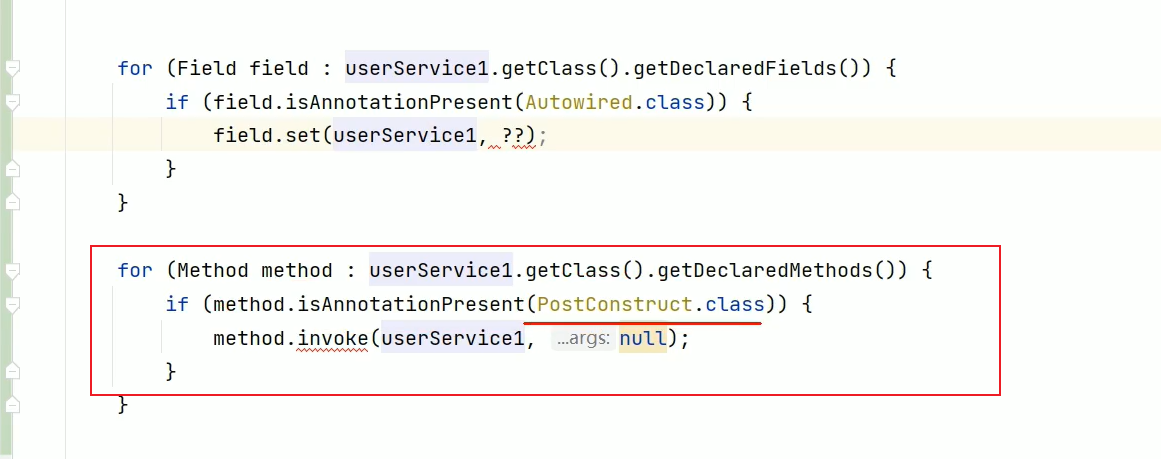 for (Field field : userService1.getClass().getDeclaredFields()) {
if (field.isAnnotationPresent(Autowired.class)) {
field.set(userService1, ??);
}
}
for (Method method : userService1.getClass().getDeclaredMethods()) {
if (method.isAnnotationPresent(PostConstruct.class)) {
method.invoke(userService1, ...args: null);
}
}